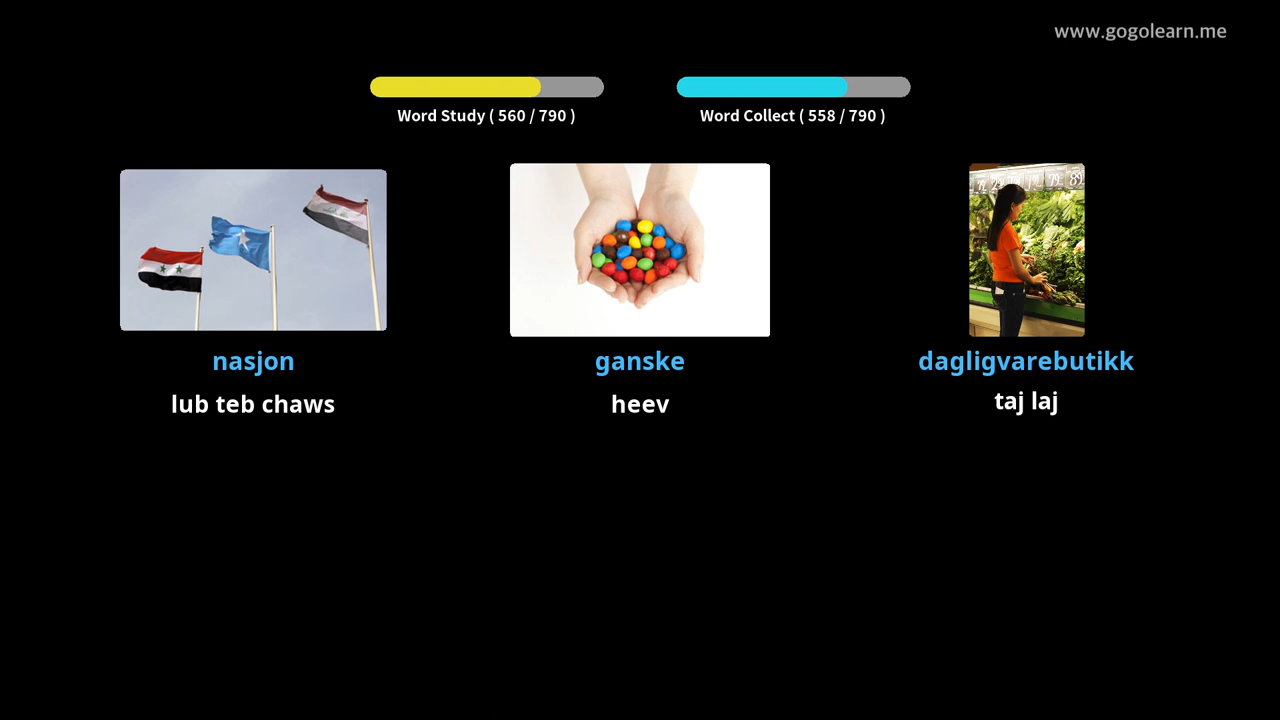 www.gogolearn.me
Word Study ( 560 / 790 )
Word Collect ( 558 / 790 )
nasjon
ganske
dagligvarebutikk
lub teb chaws
heev
taj laj